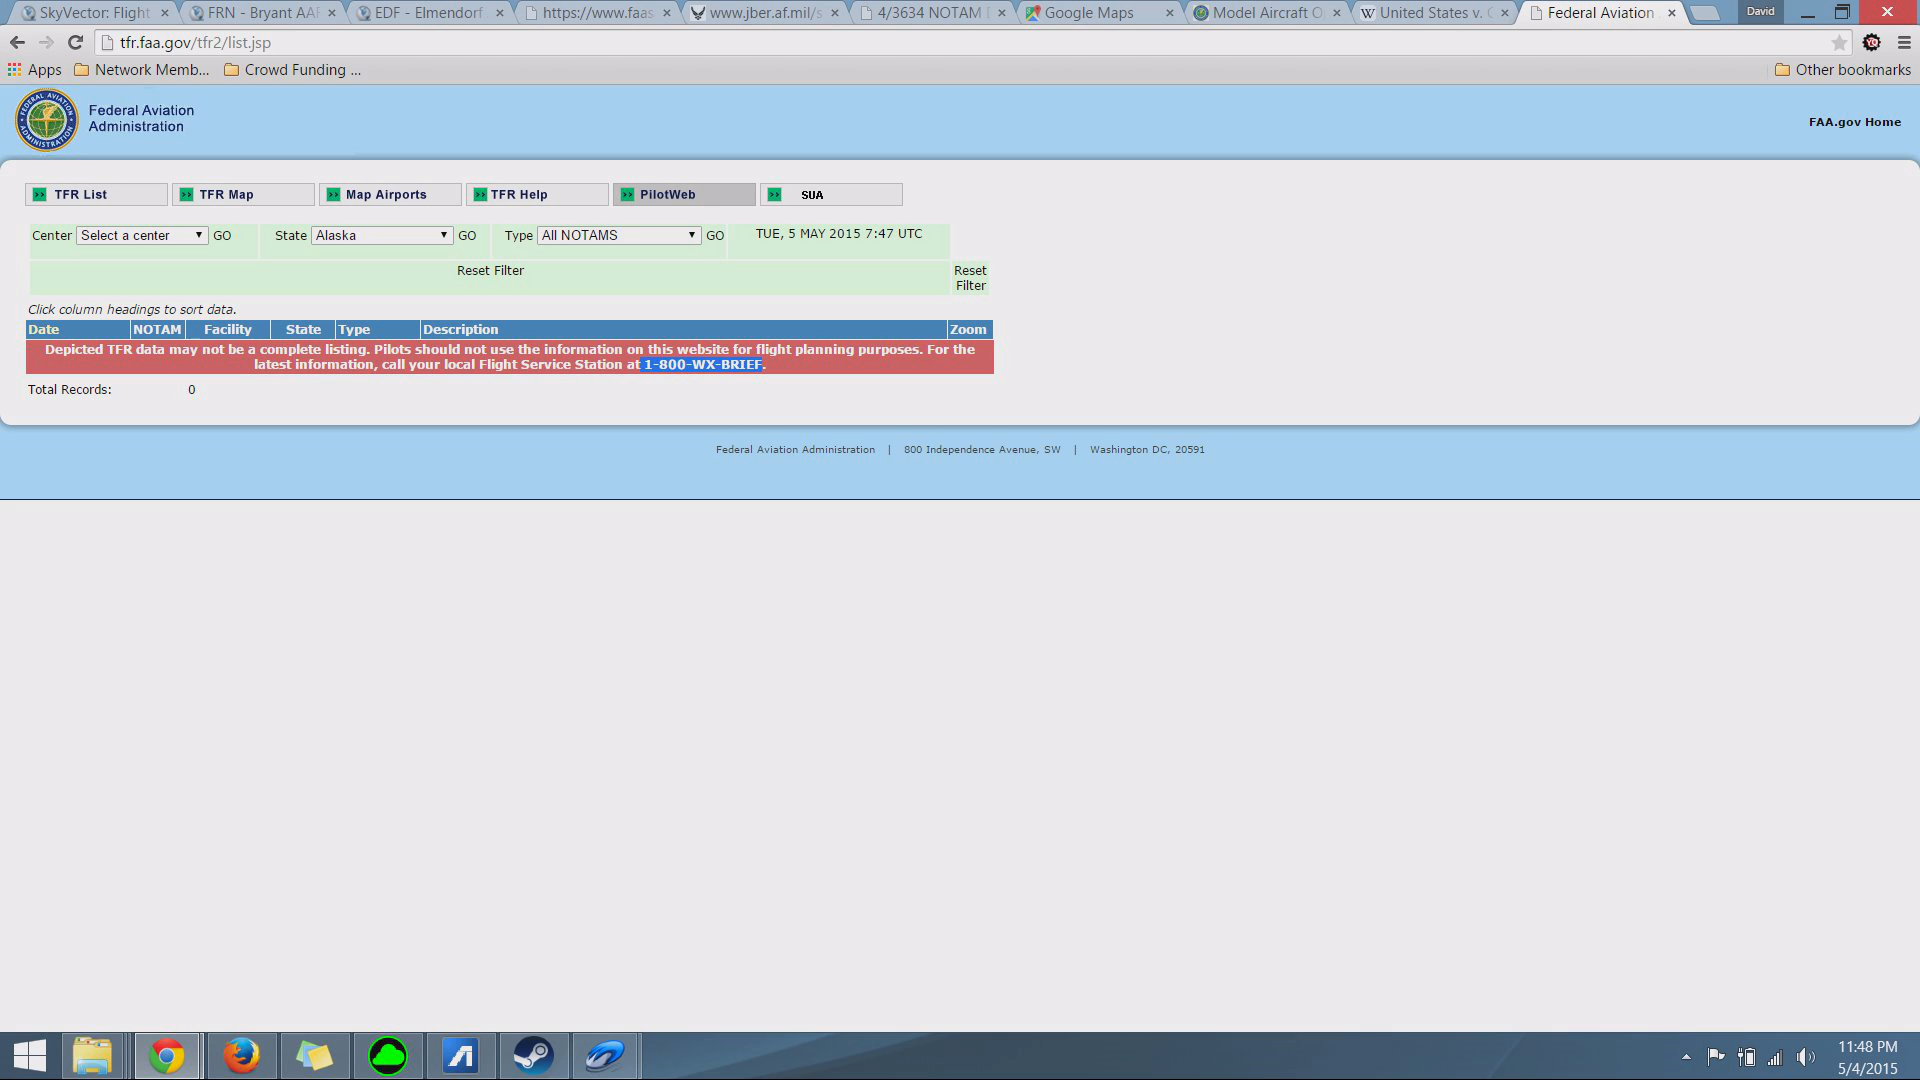 SkyVector: Flight
FRN - Bryant AAF
EDF - Elmendorf
https://www.faas
www.jber.af.mil/s
4/3634 NOTAM
Google Maps
Model Aircraft O
United States v. C
Federal Aviation
David
tfr.faa.gov/tfr2/list.jsp
Apps
Network Memb...
Crowd Funding ...
Other bookmarks
Federal Aviation
Administration
FAA.gov Home
TFR List
TFR Map
Map Airports
TFR Help
PilotWeb
SUA
Center Select a center GO
State Alaska GO
Type All NOTAMS GO
TUE, 5 MAY 2015 7:47 UTC
Reset Filter
Reset
Filter
Click column headings to sort data.
Date NOTAM Facility State Type Description Zoom
Depicted TFR data may not be a complete listing. Pilots should not use the information on this website for flight planning purposes. For the
latest information, call your local Flight Service Station at 1-800-WX-BRIEF.
Total Records: 0
Federal Aviation Administration | 800 Independence Avenue, SW | Washington DC, 20591
11:48 PM
5/4/2015